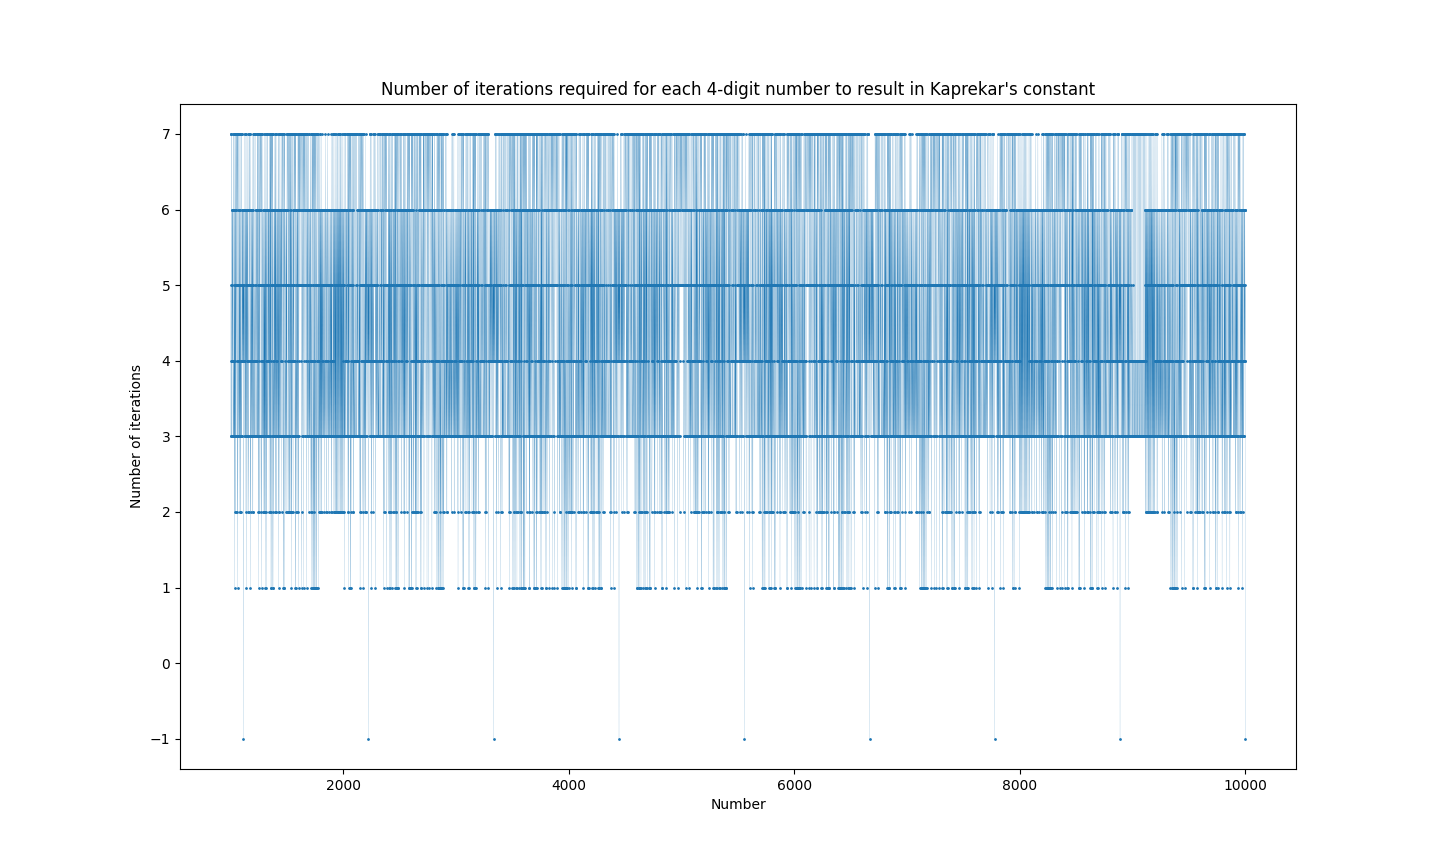 Number of iterations required for each 4-digit number to result in Kaprekar's constant
7
6
5
4
3
2
1
0
−1
Number of iterations
2000 4000 6000 8000 10000
Number